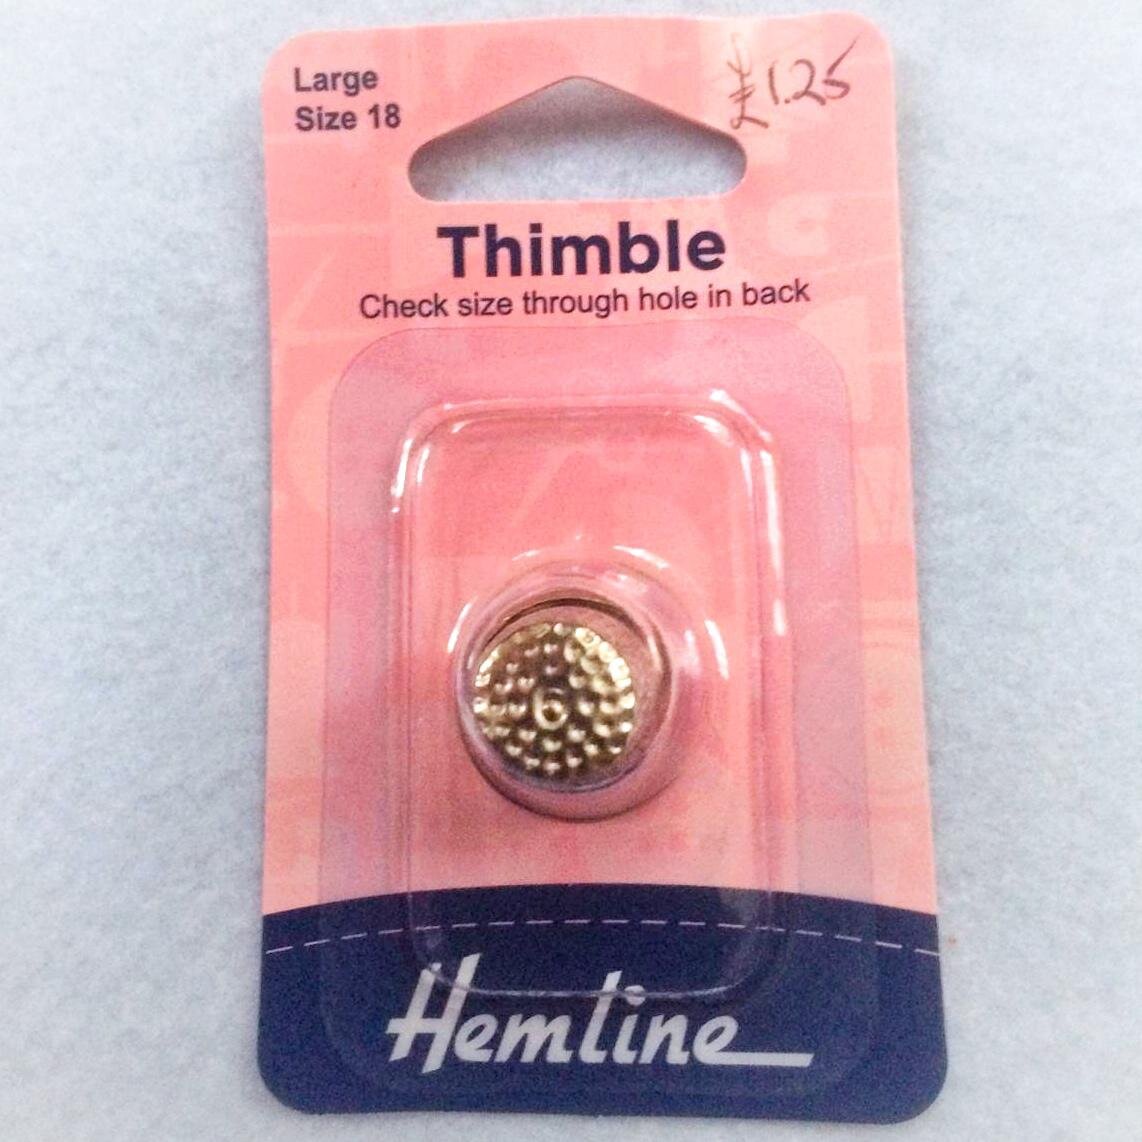 Large
Size 18
£1.25
Thimble
Check size through hole in back
6
Hemline